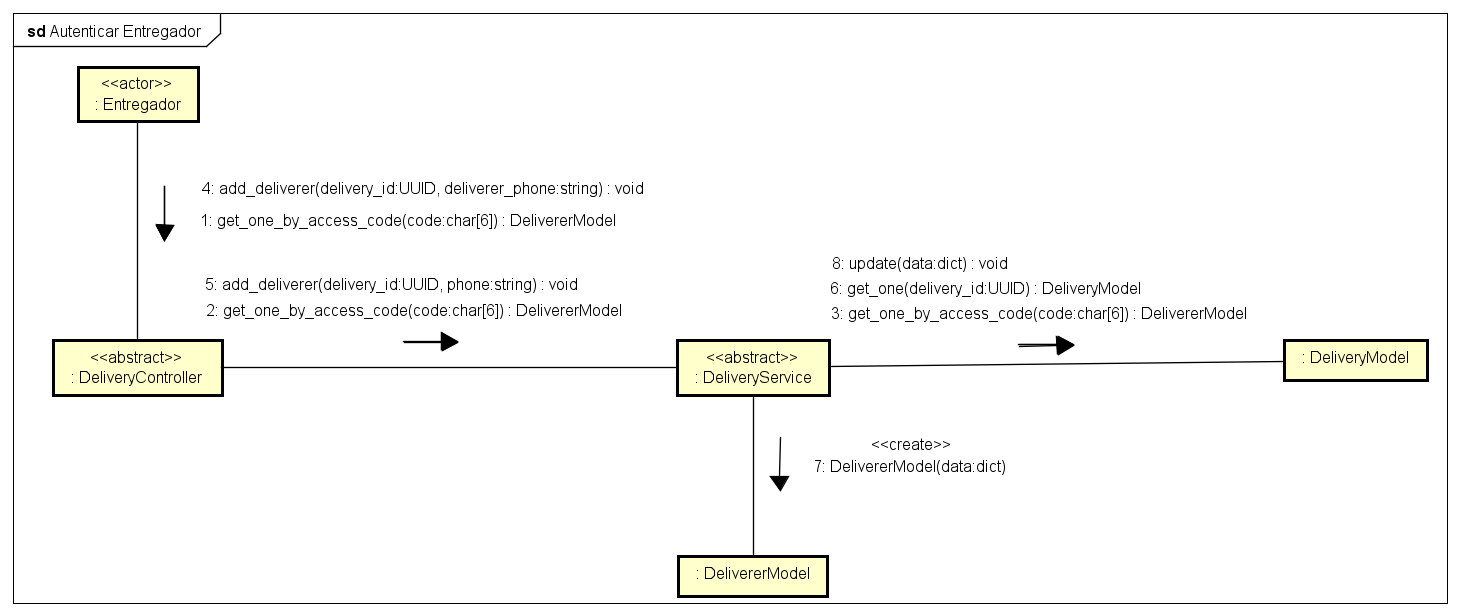 sd Autenticar Entregador
<<actor>>
: Entregador
4: add_deliverer(delivery_id:UUID, deliverer_phone:string) : void
1: get_one_by_access_code(code:char[6]) : DelivererModel
5: add_deliverer(delivery_id:UUID, phone:string) : void
2: get_one_by_access_code(code:char[6]) : DelivererModel
8: update(data:dict) : void
6: get_one(delivery_id:UUID) : DeliveryModel
3: get_one_by_access_code(code:char[6]) : DelivererModel
<<abstract>>
: DeliveryController
<<abstract>>
: DeliveryService
: DeliveryModel
<<create>>
7: DelivererModel(data:dict)
: DelivererModel